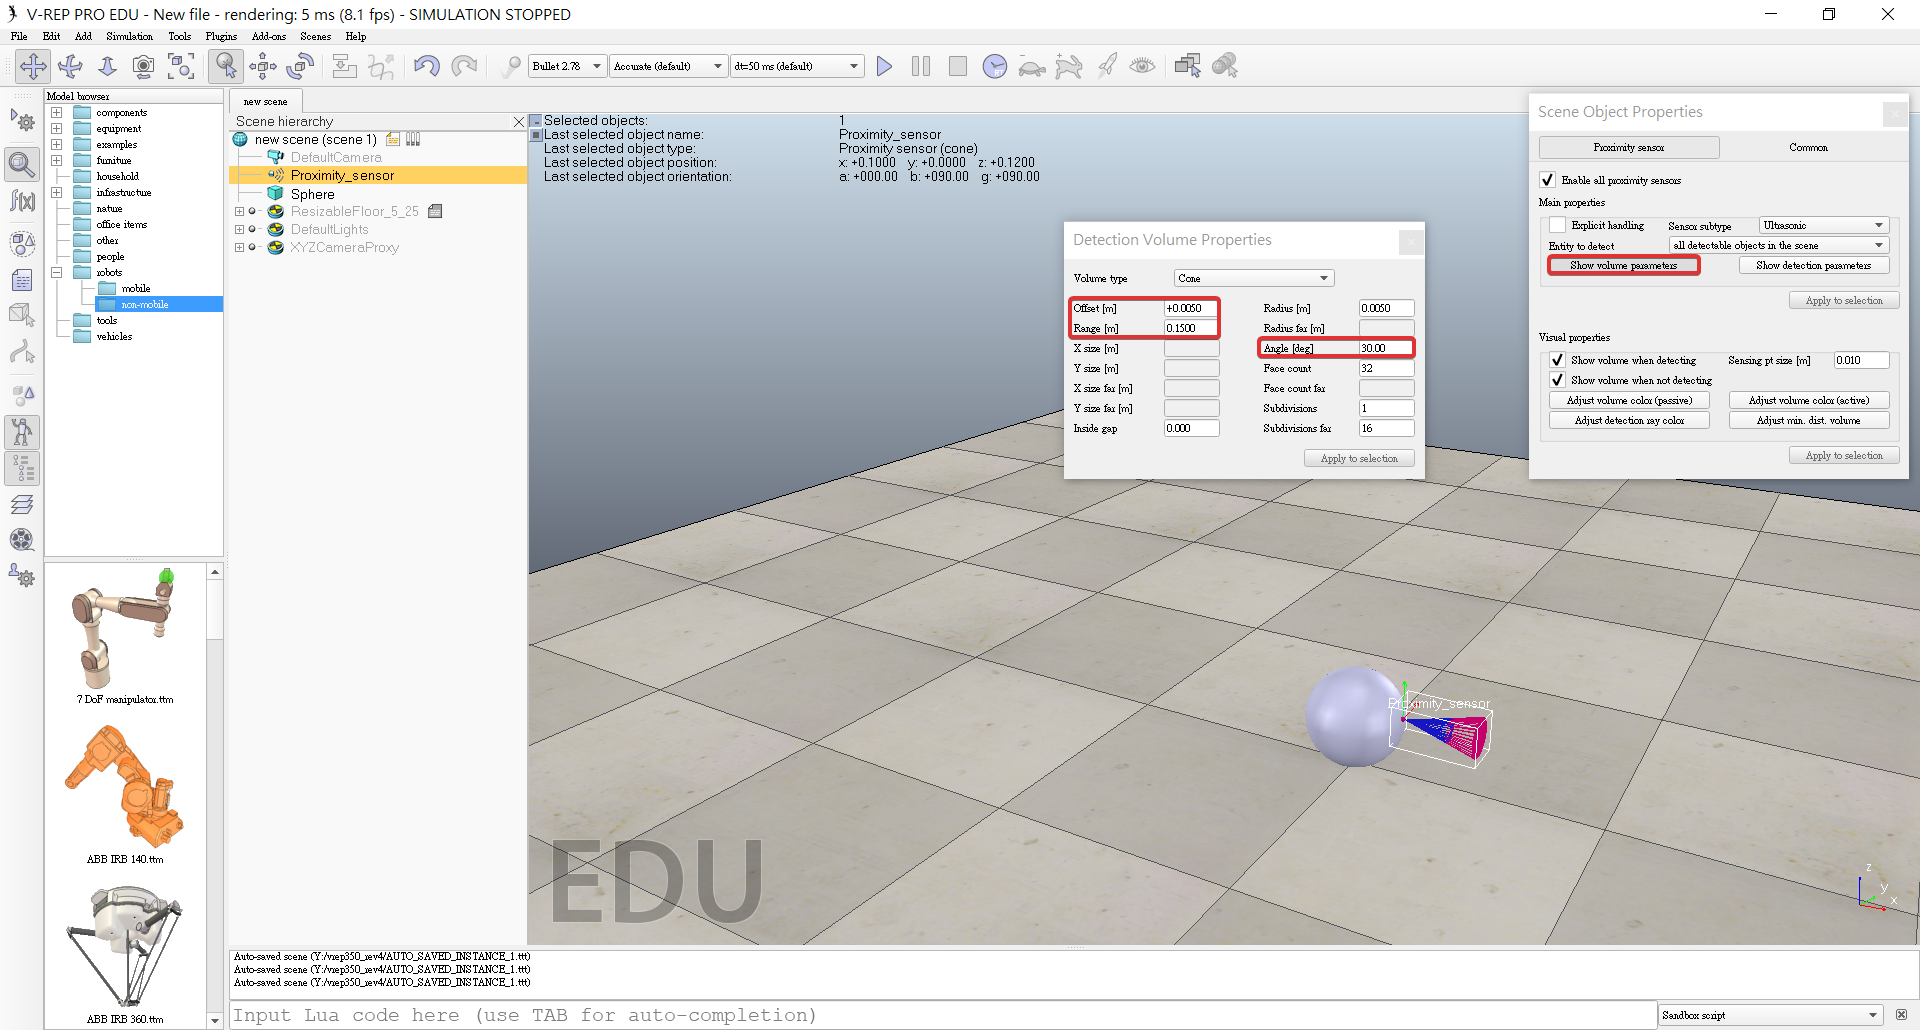 V-REP PRO EDU - New file - rendering: 5 ms (8.1 fps) - SIMULATION STOPPED
File Edit Add Simulation Tools Plugins Add-ons Scenes Help
Bullet 2.78 Accurate (default) dt=50 ms (default)
Model browser
components
equipment
examples
furniture
household
infrastructure
nature
office items
other
people
robots
mobile
non-mobile
tools
vehicles
7 DoF manipulator.ttm
ABB IRB 140.ttm
ABB IRB 360.ttm
new scene
Scene hierarchy
new scene (scene 1)
DefaultCamera
Proximity_sensor
Sphere
ResizableFloor_5_25
DefaultLights
XYZCameraProxy
Selected objects: 1
Last selected object name: Proximity_sensor
Last selected object type: Proximity sensor (cone)
Last selected object position: x: +0.1000 y: +0.0000 z: +0.1200
Last selected object orientation: a: +000.00 b: +090.00 g: +090.00
Detection Volume Properties
Volume type Cone
Offset [m] +0.0050 Radius [m] 0.0050
Range [m] 0.1500 Radius far [m]
X size [m] Angle [deg] 30.00
Y size [m] Face count 32
X size far [m] Face count far
Y size far [m] Subdivisions 1
Inside gap 0.000 Subdivisions far 16
Apply to selection
Scene Object Properties
Proximity sensor Common
Enable all proximity sensors
Main properties
Explicit handling Sensor subtype Ultrasonic
Entity to detect all detectable objects in the scene
Show volume parameters Show detection parameters
Apply to selection
Visual properties
Show volume when detecting Sensing pt size [m] 0.010
Show volume when not detecting
Adjust volume color (passive) Adjust volume color (active)
Adjust detection ray color Adjust min. dist. volume
Apply to selection
Proximity_sensor
EDU
z
y
x
Auto-saved scene (Y:/vrep350_rev4/AUTO_SAVED_INSTANCE_1.ttt)
Auto-saved scene (Y:/vrep350_rev4/AUTO_SAVED_INSTANCE_1.ttt)
Auto-saved scene (Y:/vrep350_rev4/AUTO_SAVED_INSTANCE_1.ttt)
Input Lua code here (use TAB for auto-completion)
Sandbox script